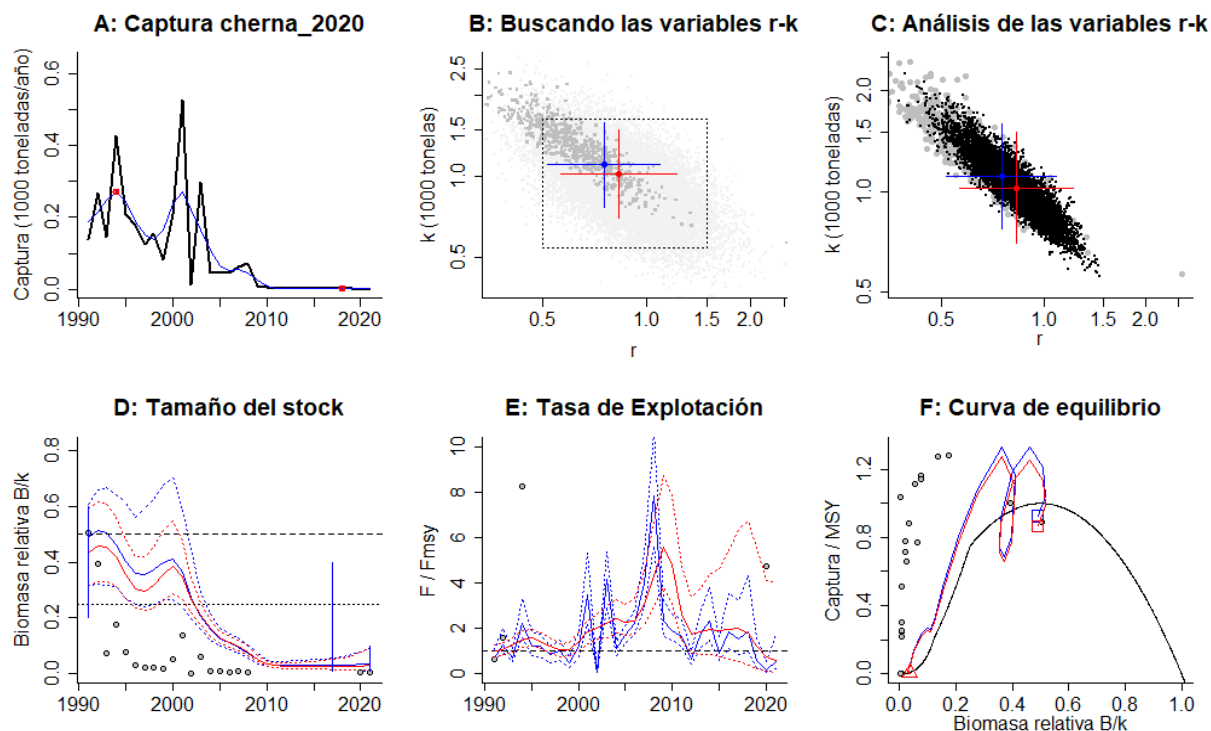 A: Captura cherna_2020
B: Buscando las variables r-k
C: Análisis de las variables r-k
Captura (1000 toneladas/año)
0.0 0.2 0.4 0.6
1990 2000 2010 2020
k (1000 tonelas)
0.5 1.0 1.5 2.5
0.5 1.0 1.5 2.0
r
k (1000 toneladas)
0.5 1.0 1.5 2.0
0.5 1.0 1.5 2.0
r
D: Tamaño del stock
E: Tasa de Explotación
F: Curva de equilibrio
Biomasa relativa B/k
0.0 0.2 0.4 0.6 0.8
1990 2000 2010 2020
F / Fmsy
0 2 4 6 8 10
1990 2000 2010 2020
Captura / MSY
0.0 0.4 0.8 1.2
0.0 0.2 0.4 0.6 0.8 1.0
Biomasa relativa B/k